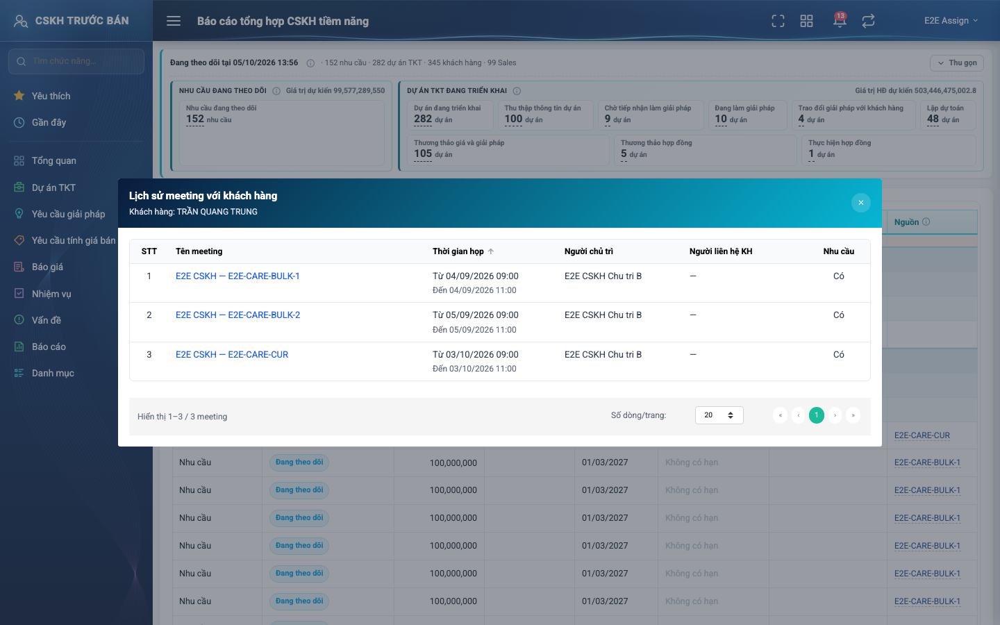 CSKH TRƯỚC BÁN
Báo cáo tổng hợp CSKH tiềm năng
13
E2E Assign
Tìm chức năng...
Yêu thích
Gần đây
Tổng quan
Dự án TKT
Yêu cầu giải pháp
Yêu cầu tính giá bán
Báo giá
Nhiệm vụ
Vấn đề
Báo cáo
Danh mục
Đang theo dõi tại 05/10/2026 13:56 · 152 nhu cầu · 282 dự án TKT · 345 khách hàng · 99 Sales
Thu gọn
NHU CẦU ĐANG THEO DÕI Giá trị dự kiến 99,577,289,550
Nhu cầu đang theo dõi
152 nhu cầu
DỰ ÁN TKT ĐANG TRIỂN KHAI Giá trị HĐ dự kiến 503,446,475,002.8
Dự án đang triển khai
282 dự án
Thu thập thông tin dự án
100 dự án
Chờ tiếp nhận làm giải pháp
9 dự án
Đang làm giải pháp
10 dự án
Trao đổi giải pháp với khách hàng
4 dự án
Lập dự toán
48 dự án
Thương thảo giá và giải pháp
105 dự án
Thương thảo hợp đồng
5 dự án
Thực hiện hợp đồng
1 dự án
Lịch sử meeting với khách hàng
Khách hàng: TRẦN QUANG TRUNG
×
STT Tên meeting Thời gian họp Người chủ trì Người liên hệ KH Nhu cầu
1 E2E CSKH — E2E-CARE-BULK-1 Từ 04/09/2026 09:00 E2E CSKH Chu tri B — Có
Đến 04/09/2026 11:00
2 E2E CSKH — E2E-CARE-BULK-2 Từ 05/09/2026 09:00 E2E CSKH Chu tri B — Có
Đến 05/09/2026 11:00
3 E2E CSKH — E2E-CARE-CUR Từ 03/10/2026 09:00 E2E CSKH Chu tri B — Có
Đến 03/10/2026 11:00
Hiển thị 1–3 / 3 meeting Số dòng/trang: 20 « ‹ 1 › »
Nguồn
E2E-CARE-CUR
Nhu cầu Đang theo dõi 100,000,000 01/03/2027 Không có hạn E2E-CARE-BULK-1
Nhu cầu Đang theo dõi 100,000,000 01/03/2027 Không có hạn E2E-CARE-BULK-1
Nhu cầu Đang theo dõi 100,000,000 01/03/2027 Không có hạn E2E-CARE-BULK-1
Nhu cầu Đang theo dõi 100,000,000 01/03/2027 Không có hạn E2E-CARE-BULK-1
Nhu cầu Đang theo dõi 100,000,000 01/03/2027 Không có hạn E2E-CARE-BULK-1
Nhu cầu Đang theo dõi 100,000,000 01/03/2027 Không có hạn E2E-CARE-BULK-1